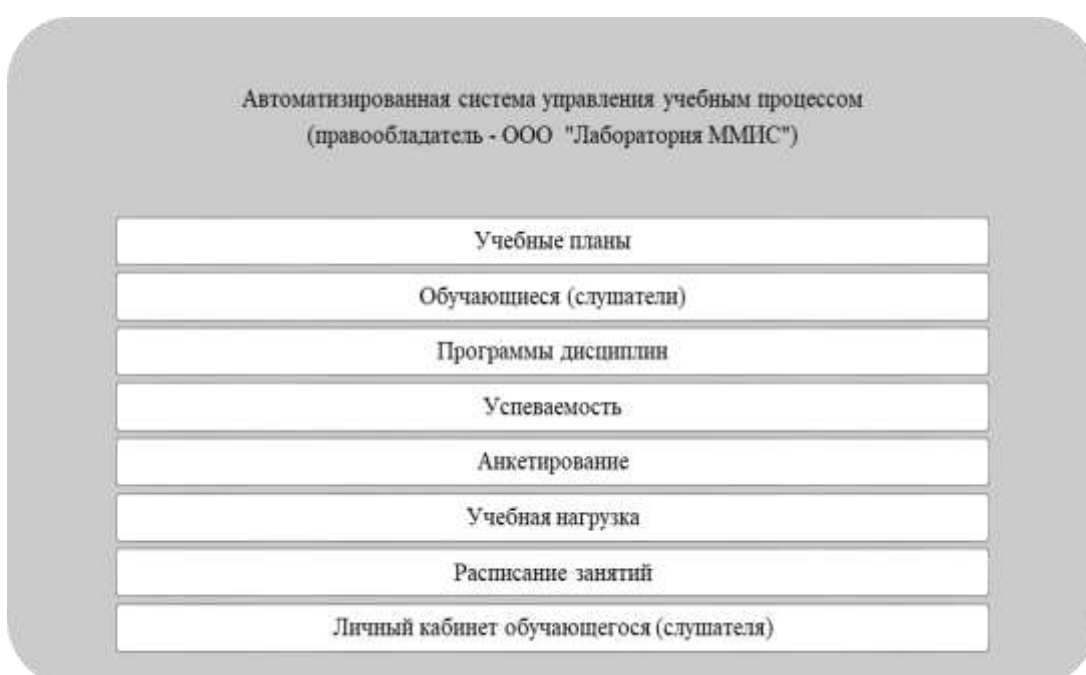 Автоматизированная система управления учебным процессом
(правообладатель - ООО "Лаборатория ММИС")
Учебные планы
Обучающиеся (слушатели)
Программы дисциплин
Успеваемость
Анкетирование
Учебная нагрузка
Расписание занятий
Личный кабинет обучающегося (слушателя)